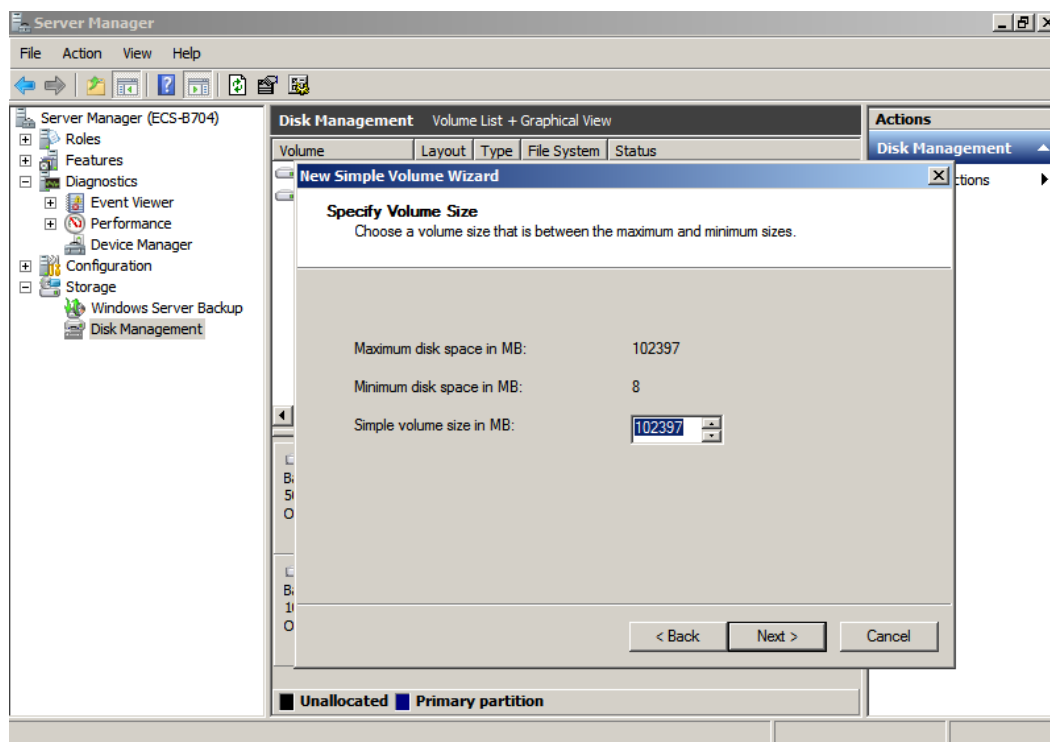 Server Manager
File Action View Help
Server Manager (ECS-B704)
Roles
Features
Diagnostics
Event Viewer
Performance
Device Manager
Configuration
Storage
Windows Server Backup
Disk Management
Disk Management Volume List + Graphical View
Volume Layout Type File System Status
New Simple Volume Wizard
Specify Volume Size
Choose a volume size that is between the maximum and minimum sizes.
Maximum disk space in MB: 102397
Minimum disk space in MB: 8
Simple volume size in MB: 102397
< Back Next > Cancel
Unallocated Primary partition
Actions
Disk Management
ctions